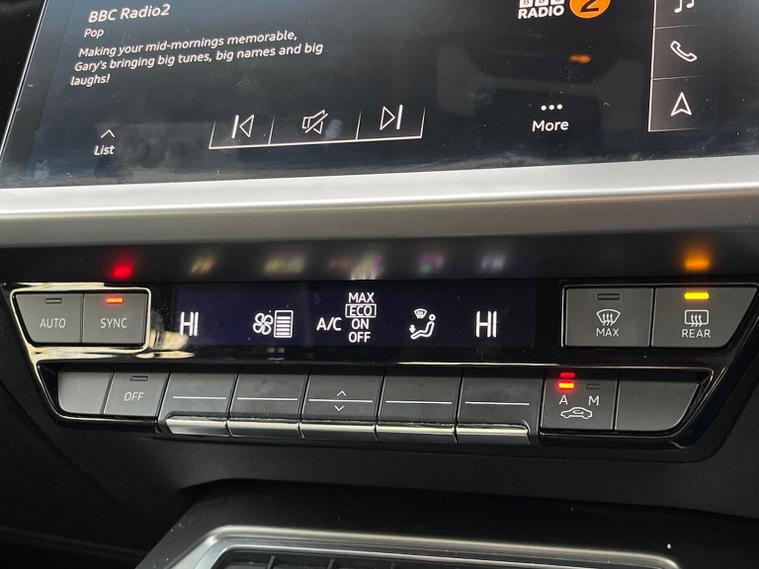 BBC Radio2
Pop
Making your mid-mornings memorable,
Gary's bringing big tunes, big names and big
laughs!
BBC
RADIO 2
List
More
AUTO
SYNC
HI
A/C
MAX
ECO
ON
OFF
HI
MAX
REAR
OFF
A M